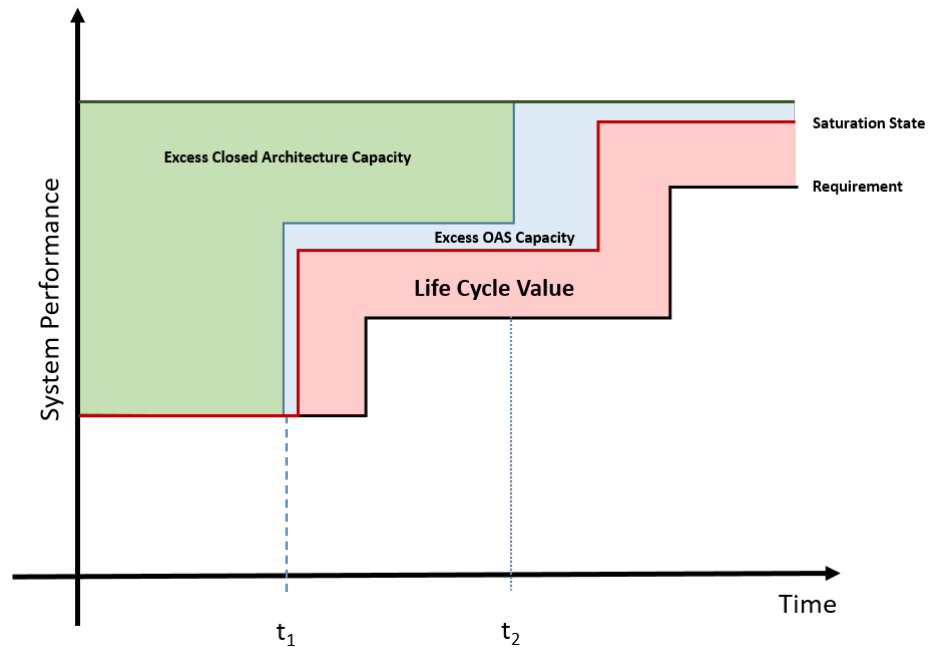 Excess Closed Architecture Capacity
Saturation State
Requirement
Excess OAS Capacity
Life Cycle Value
System Performance
Time
t₁
t₂